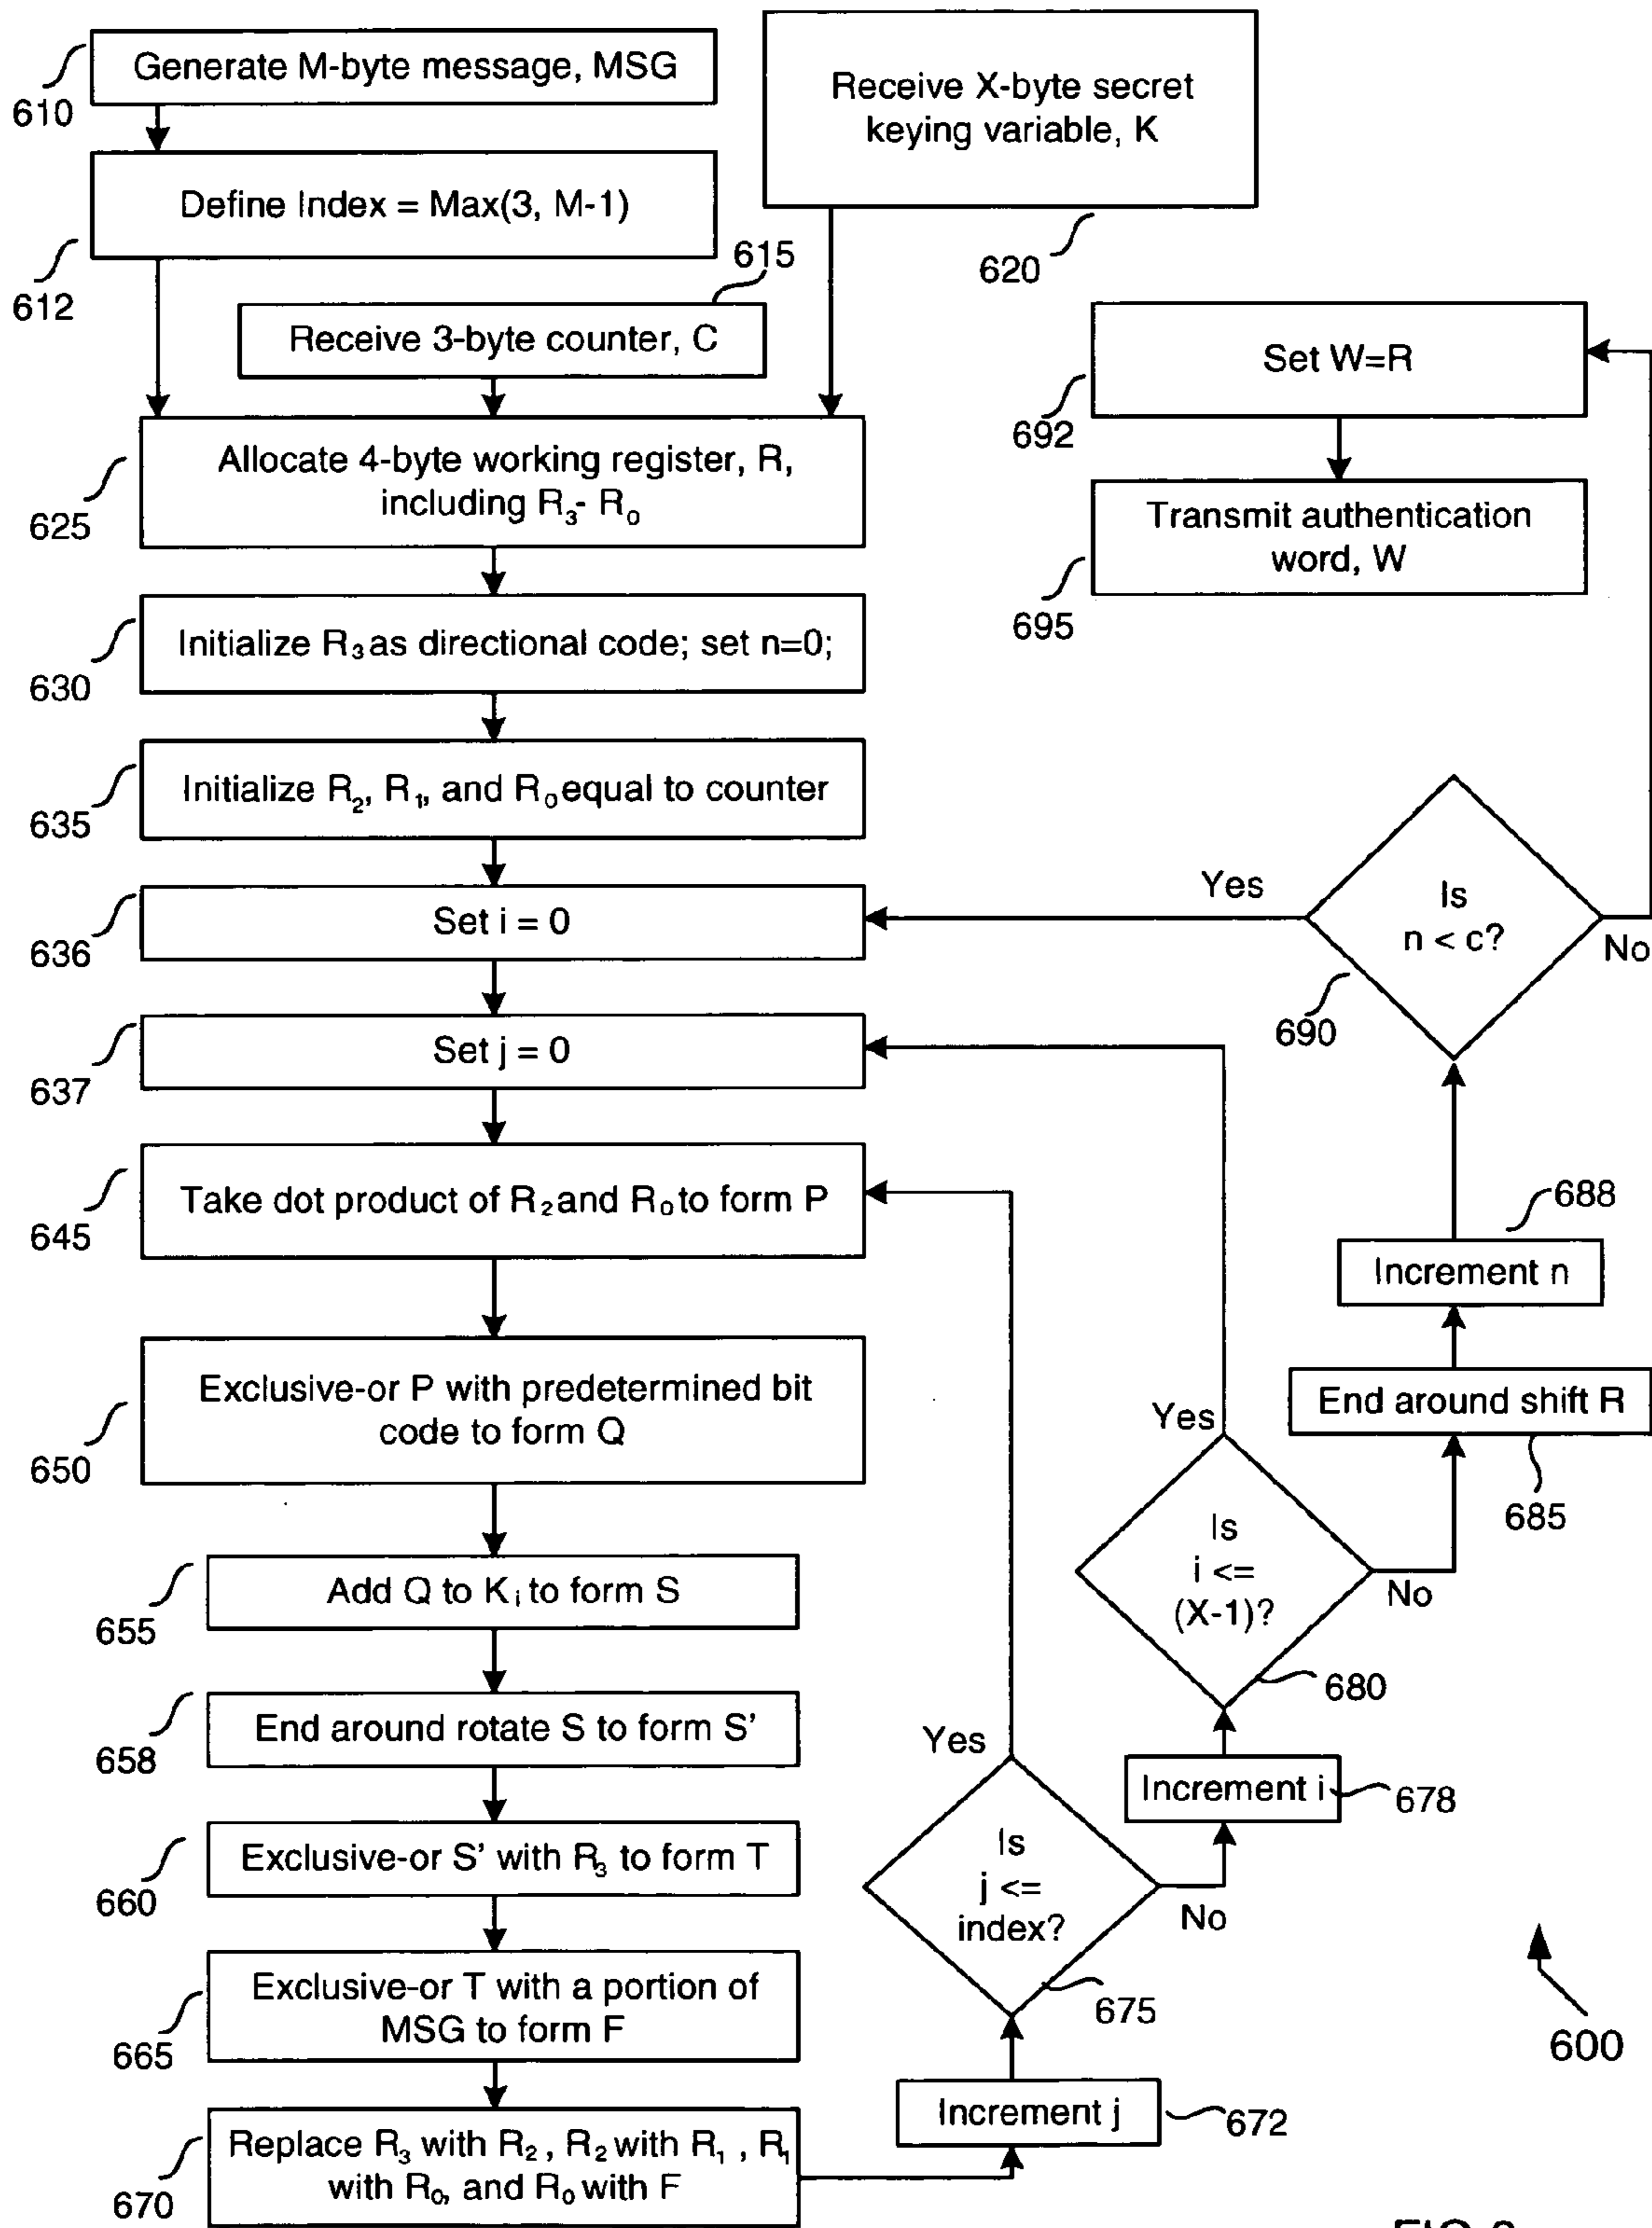 Generate M-byte message, MSG
610
Define Index = Max(3, M-1)
612
Receive X-byte secret
keying variable, K
620
615
Receive 3-byte counter, C
Allocate 4-byte working register, R,
including R₃- R₀
625
Initialize R₃ as directional code; set n=0;
630
Initialize R₂, R₁, and R₀ equal to counter
635
Set i = 0
636
Set j = 0
637
Take dot product of R₂ and R₀ to form P
645
Exclusive-or P with predetermined bit
code to form Q
650
Add Q to Kᵢ to form S
655
End around rotate S to form S'
658
Exclusive-or S' with R₃ to form T
660
Exclusive-or T with a portion of
MSG to form F
665
Replace R₃ with R₂ , R₂ with R₁ , R₁
with R₀, and R₀ with F
670
Increment j
672
Is
j <=
index?
675
Yes
No
Increment i
678
Is
i <=
(X-1)?
680
Yes
No
End around shift R
685
Increment n
688
Is
n < c?
690
Yes
No
Set W=R
692
Transmit authentication
word, W
695
600